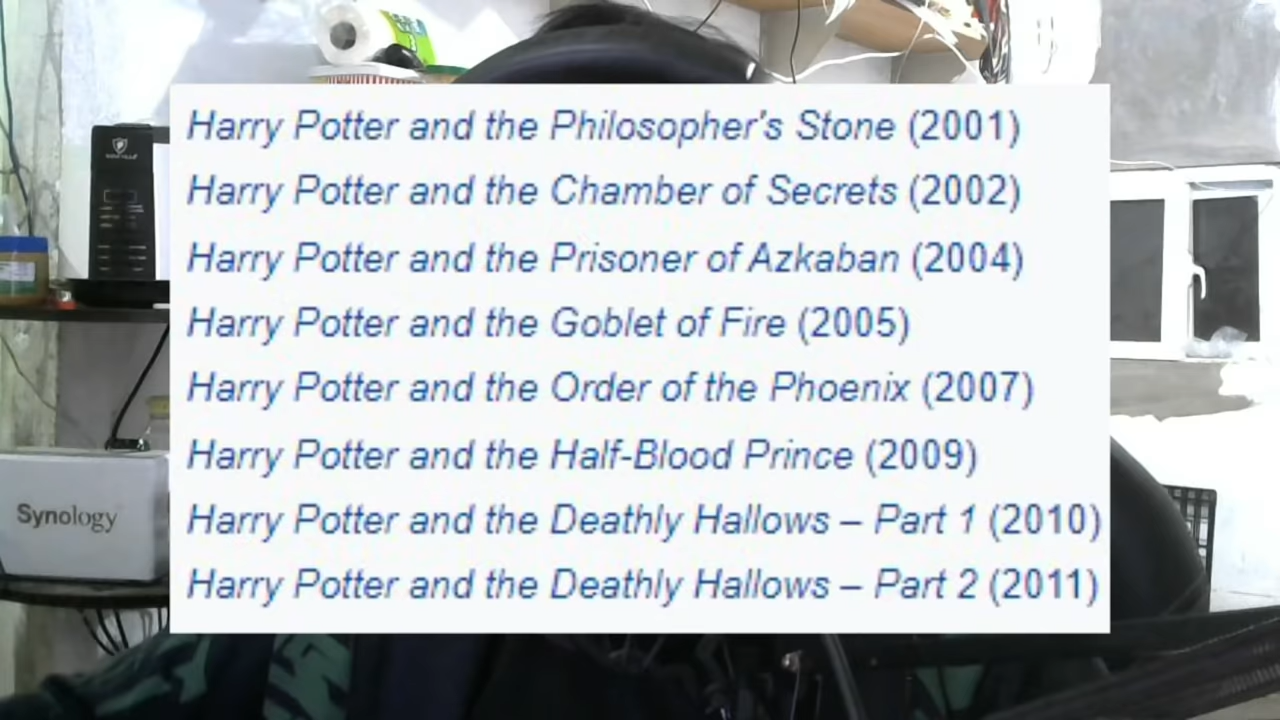 Harry Potter and the Philosopher's Stone (2001)
Harry Potter and the Chamber of Secrets (2002)
Harry Potter and the Prisoner of Azkaban (2004)
Harry Potter and the Goblet of Fire (2005)
Harry Potter and the Order of the Phoenix (2007)
Harry Potter and the Half-Blood Prince (2009)
Harry Potter and the Deathly Hallows – Part 1 (2010)
Harry Potter and the Deathly Hallows – Part 2 (2011)
Synology